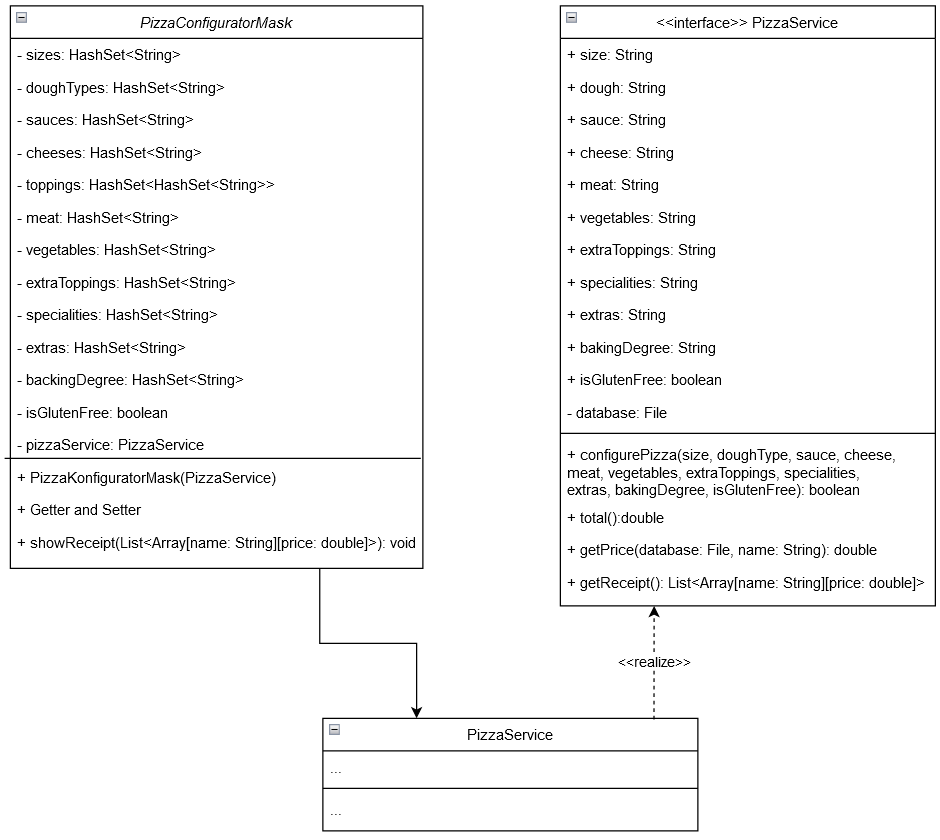 PizzaConfiguratorMask
- sizes: HashSet<String>
- doughTypes: HashSet<String>
- sauces: HashSet<String>
- cheeses: HashSet<String>
- toppings: HashSet<HashSet<String>>
- meat: HashSet<String>
- vegetables: HashSet<String>
- extraToppings: HashSet<String>
- specialities: HashSet<String>
- extras: HashSet<String>
- backingDegree: HashSet<String>
- isGlutenFree: boolean
- pizzaService: PizzaService
+ PizzaKonfiguratorMask(PizzaService)
+ Getter and Setter
+ showReceipt(List<Array[name: String][price: double]>): void
<<interface>> PizzaService
+ size: String
+ dough: String
+ sauce: String
+ cheese: String
+ meat: String
+ vegetables: String
+ extraToppings: String
+ specialities: String
+ extras: String
+ bakingDegree: String
+ isGlutenFree: boolean
- database: File
+ configurePizza(size, doughType, sauce, cheese,
meat, vegetables, extraToppings, specialities,
extras, bakingDegree, isGlutenFree): boolean
+ total():double
+ getPrice(database: File, name: String): double
+ getReceipt(): List<Array[name: String][price: double]>
<<realize>>
PizzaService
...
...